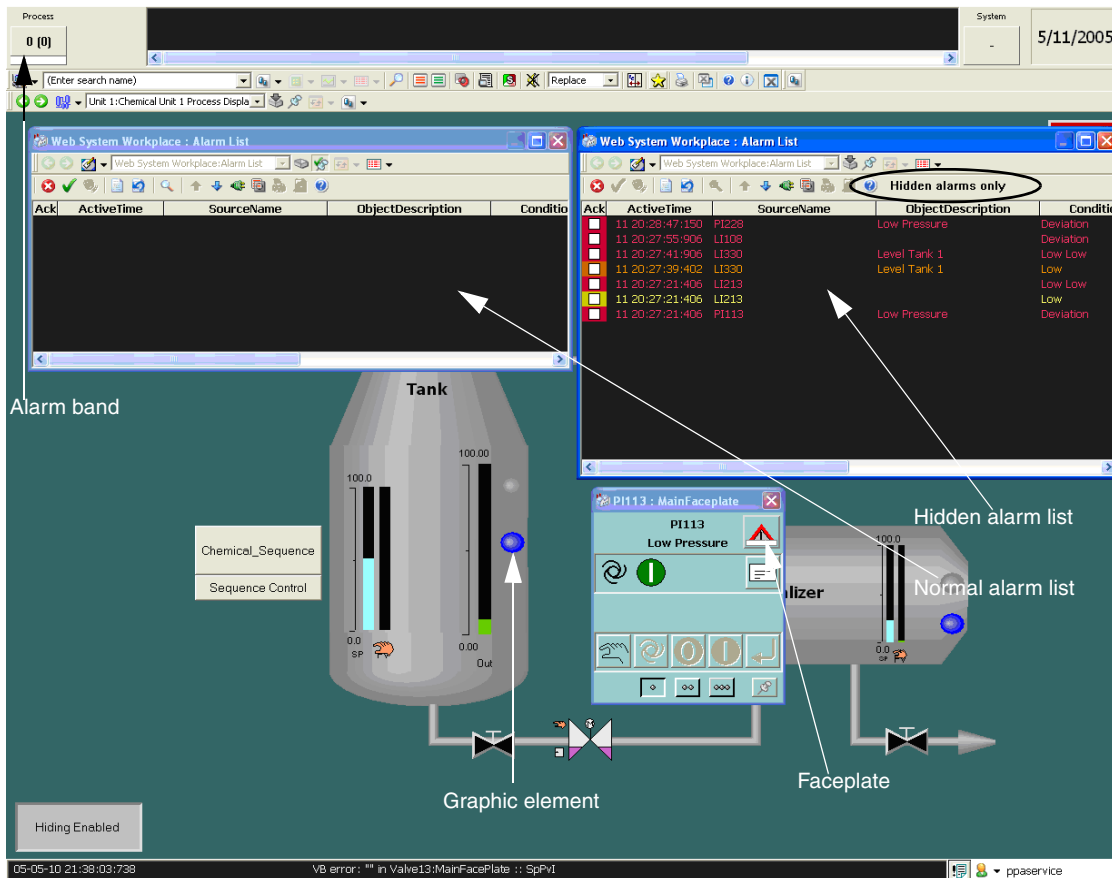 Process
System
0 (0)
-
5/11/2005
(Enter search name)
Replace
Unit 1:Chemical Unit 1 Process Displa
Web System Workplace : Alarm List
Web System Workplace:Alarm List
Ack ActiveTime SourceName ObjectDescription Conditio
Web System Workplace : Alarm List
Web System Workplace:Alarm List
Hidden alarms only
Ack ActiveTime SourceName ObjectDescription Conditi
11 20:28:47:150 PI228 Low Pressure Deviation
11 20:27:55:906 LI108 Deviation
11 20:27:41:906 LI330 Level Tank 1 Low Low
11 20:27:39:402 LI330 Level Tank 1 Low
11 20:27:21:406 LI213 Low Low
11 20:27:21:406 LI213 Low
11 20:27:21:406 PI113 Low Pressure Deviation
Alarm band
Tank
100.0
100.00
0.0
SP
PV
0.00
Out
Chemical_Sequence
Sequence Control
PI113 : MainFaceplate
PI113
Low Pressure
Hidden alarm list
100.0
Normal alarm list
lizer
0.0
SP
PV
Faceplate
Graphic element
Hiding Enabled
05-05-10 21:38:03:738
VB error: "" in Valve13:MainFacePlate :: SpPvI
ppaservice